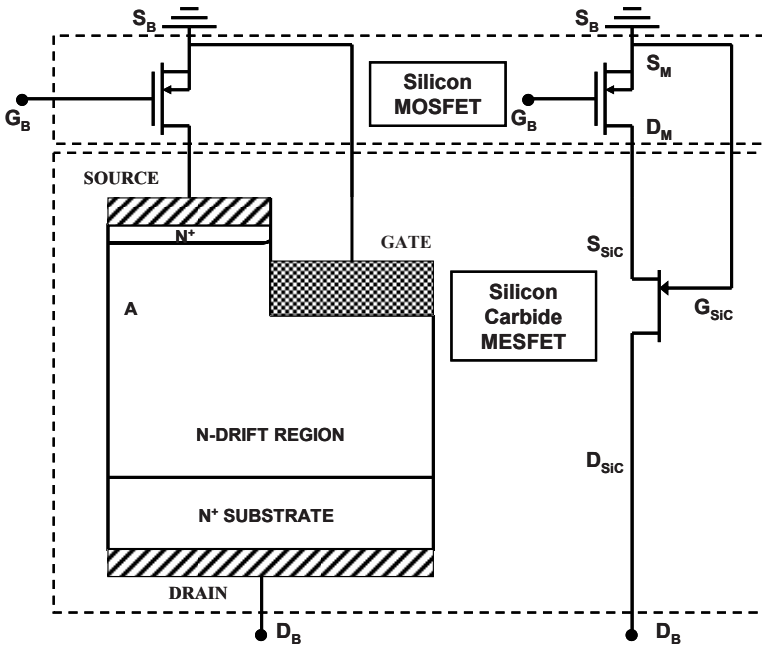 S_B
S_B
Silicon
MOSFET
S_M
G_B
G_B
D_M
SOURCE
N⁺
GATE
S_SiC
A
Silicon
Carbide
MESFET
G_SiC
N-DRIFT REGION
D_SiC
N⁺ SUBSTRATE
DRAIN
D_B
D_B